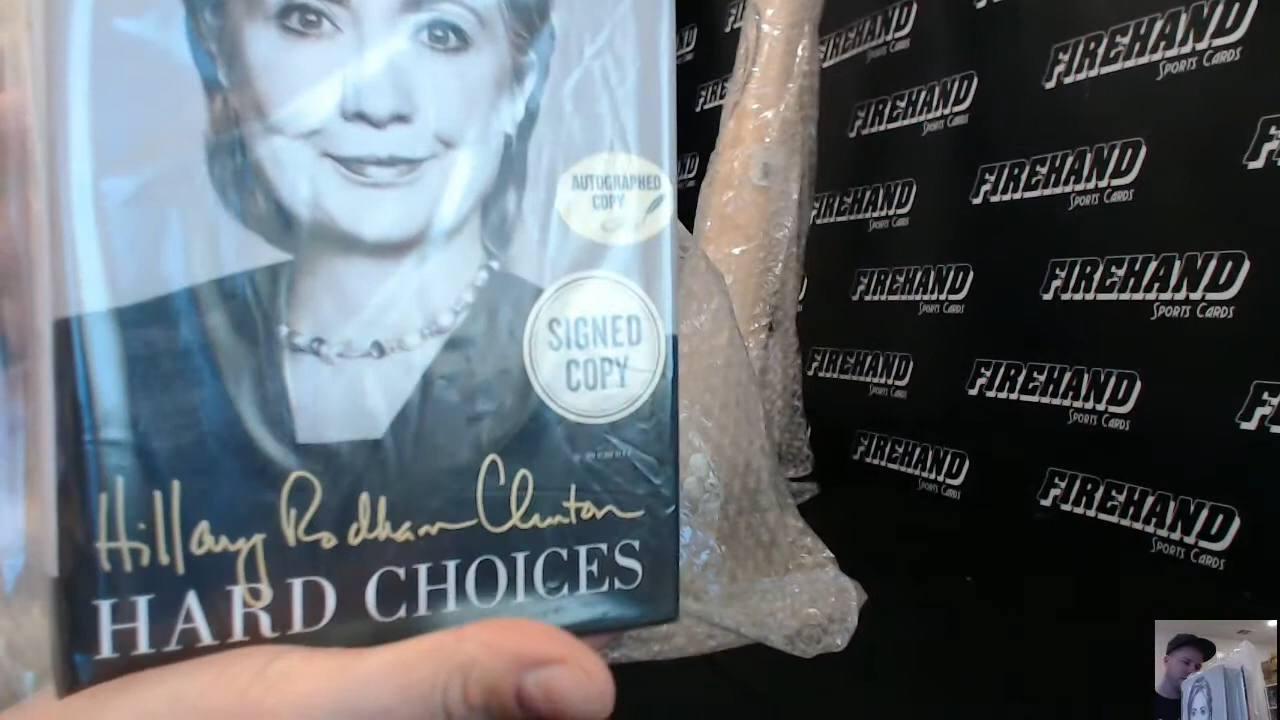 AUTOGRAPHED
COPY
SIGNED
COPY
Hillary Rodham Clinton
HARD CHOICES
FIREHAND
SPORTS CARDS
FIREHAND
SPORTS CARDS
FIREHAND
SPORTS CARDS
FIREHAND
SPORTS CARDS
FIREHAND
SPORTS CARDS
FIREHAND
SPORTS CARDS
FIREHAND
SPORTS CARDS
FIREHAND
SPORTS CARDS
FIREHAND
SPORTS CARDS
FIREHAND
SPORTS CARDS
FIREHAND
SPORTS CARDS